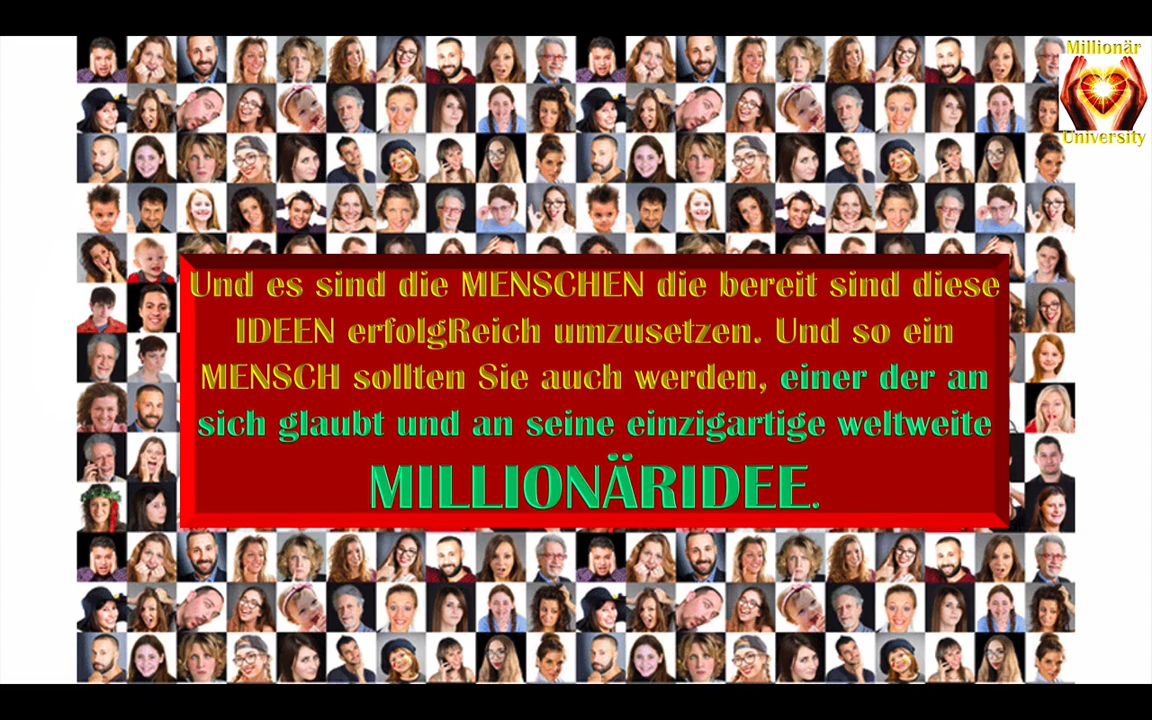 Millionär
University
Und es sind die MENSCHEN die bereit sind diese
IDEEN erfolgReich umzusetzen. Und so ein
MENSCH sollten Sie auch werden, einer der an
sich glaubt und an seine einzigartige weltweite
MILLIONÄRIDEE.